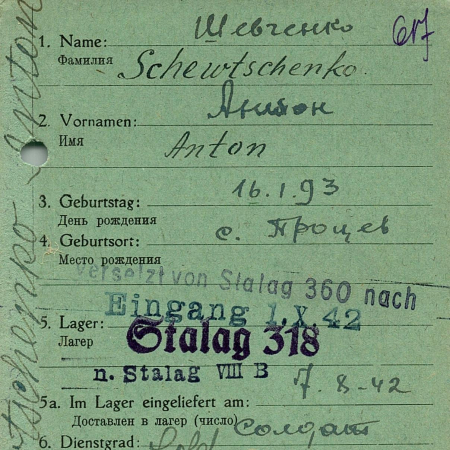 617
Шевченко
1. Name:
Фамилия Schewtschenko.
Антон
2. Vornamen:
Имя
Anton
3. Geburtstag: 16.1.93
День рождения
4. Geburtsort: с. Процев
Место рождения
versetzt von Stalag 360 nach
Eingang 1.X 42
5. Lager: Stalag 318
Лагер
n. Stalag VIII B
7.8-42
5a. Im Lager eingeliefert am:
Доставлен в лагер (число)
солдат
6. Dienstgrad: